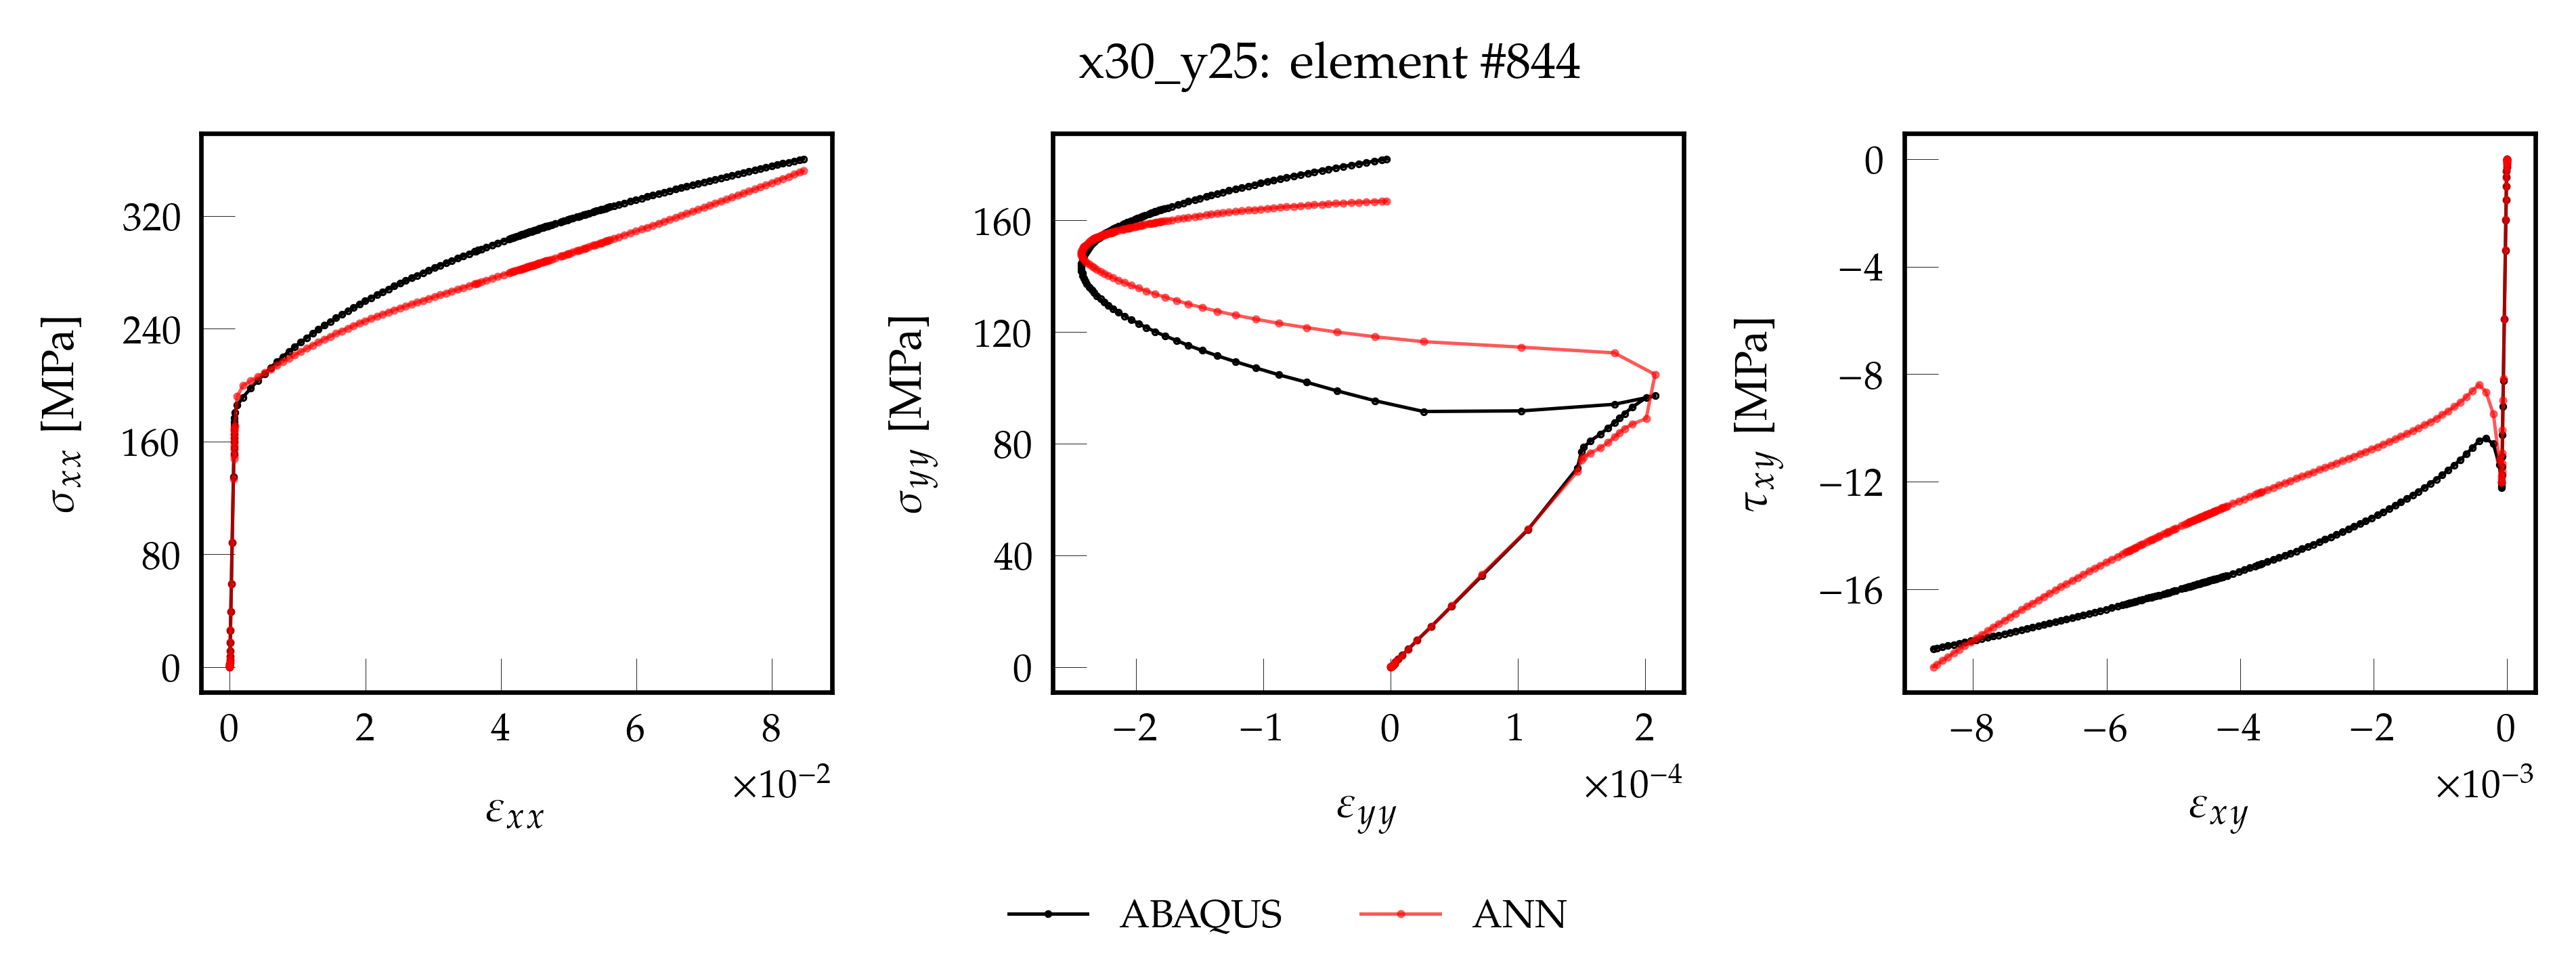 x30_y25: element #844
σxx [MPa]
320
240
160
80
0
0 2 4 6 8
×10−2
εxx
σyy [MPa]
160
120
80
40
0
−2 −1 0 1 2
×10−4
εyy
τxy [MPa]
0
−4
−8
−12
−16
−8 −6 −4 −2 0
×10−3
εxy
ABAQUS ANN